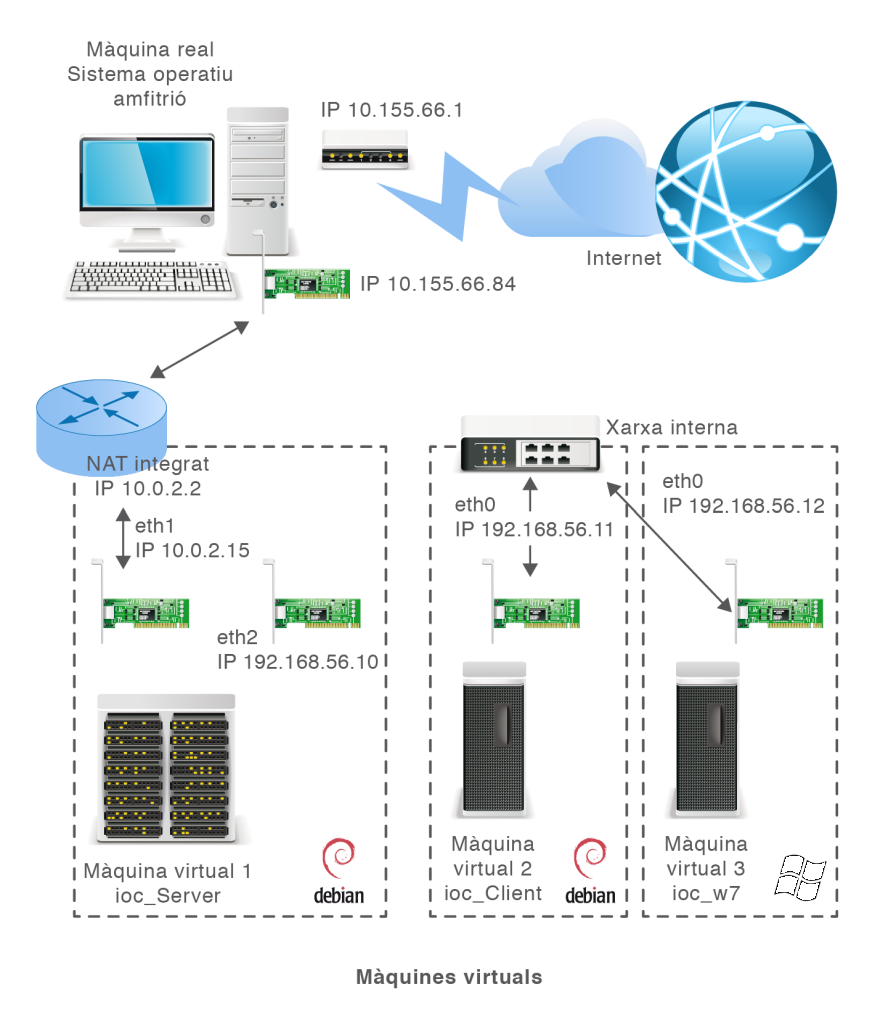 Màquina real
Sistema operatiu
amfitrió
IP 10.155.66.1
Internet
IP 10.155.66.84
Xarxa interna
NAT integrat
IP 10.0.2.2
eth1
IP 10.0.2.15
eth2
IP 192.168.56.10
eth0
IP 192.168.56.11
eth0
IP 192.168.56.12
Màquina virtual 1
ioc_Server
debian
Màquina
virtual 2
ioc_Client
debian
Màquina
virtual 3
ioc_w7
Màquines virtuals